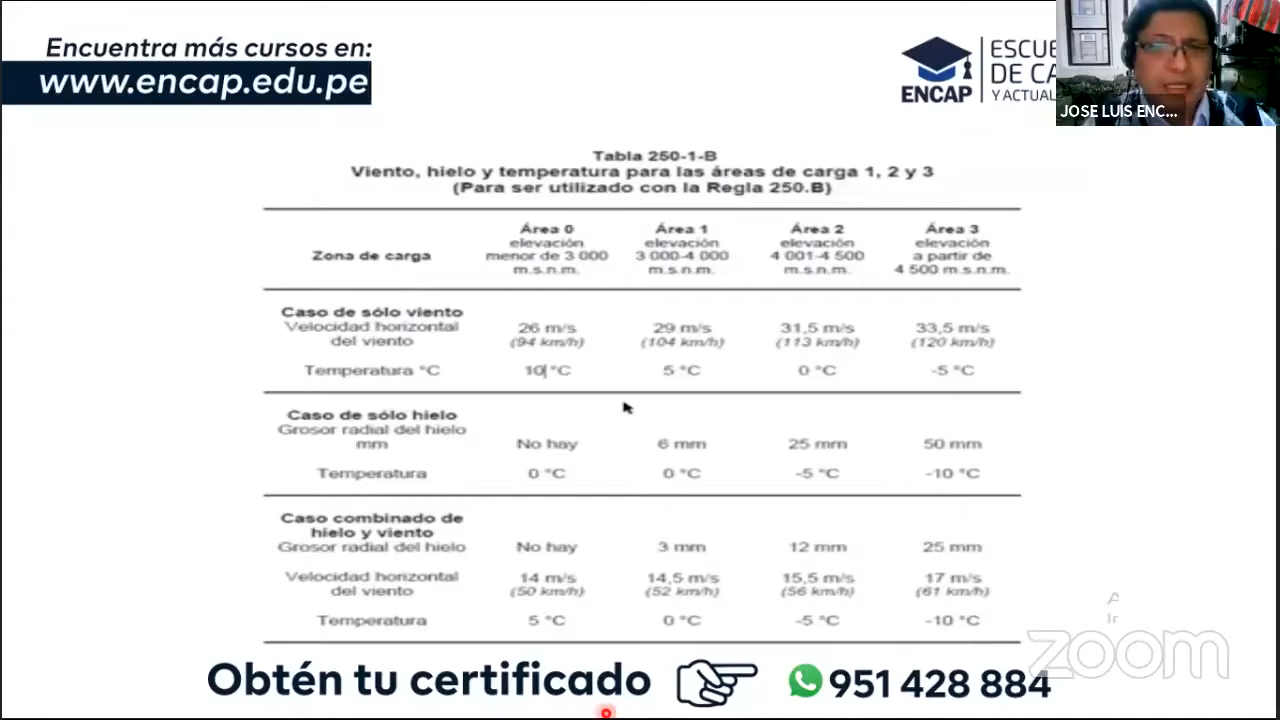 Encuentra más cursos en:
www.encap.edu.pe
ENCAP
ESCUE
DE CA
Y ACTUAL
JOSE LUIS ENC...
Tabla 250-1-B
Viento, hielo y temperatura para las áreas de carga 1, 2 y 3
(Para ser utilizado con la Regla 250.B)
Zona de carga
Área 0 elevación menor de 3 000 m.s.n.m.
Área 1 elevación 3 000-4 000 m.s.n.m.
Área 2 elevación 4 001-4 500 m.s.n.m.
Área 3 elevación a partir de 4 500 m.s.n.m.
Caso de sólo viento
Velocidad horizontal del viento 26 m/s (94 km/h) 29 m/s (104 km/h) 31,5 m/s (113 km/h) 33,5 m/s (120 km/h)
Temperatura °C 10 °C 5 °C 0 °C -5 °C
Caso de sólo hielo
Grosor radial del hielo mm No hay 6 mm 25 mm 50 mm
Temperatura 0 °C 0 °C -5 °C -10 °C
Caso combinado de hielo y viento
Grosor radial del hielo No hay 3 mm 12 mm 25 mm
Velocidad horizontal del viento 14 m/s (50 km/h) 14,5 m/s (52 km/h) 15,5 m/s (56 km/h) 17 m/s (61 km/h)
Temperatura 5 °C 0 °C -5 °C -10 °C
zoom
Obtén tu certificado
951 428 884